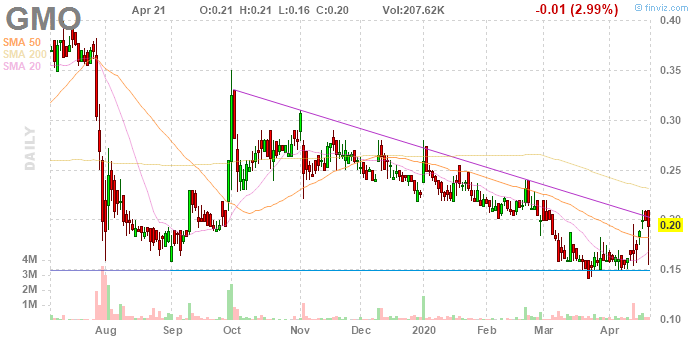 GMO Apr 21 O:0.21 H:0.21 L:0.16 C:0.20 Vol:207.62K -0.01 (2.99%) © finviz.com
SMA 50
SMA 200
SMA 20
DAILY
0.40
0.35
0.30
0.25
0.20
0.15
0.10
4M
3M
2M
1M
Aug Sep Oct Nov Dec 2020 Feb Mar Apr